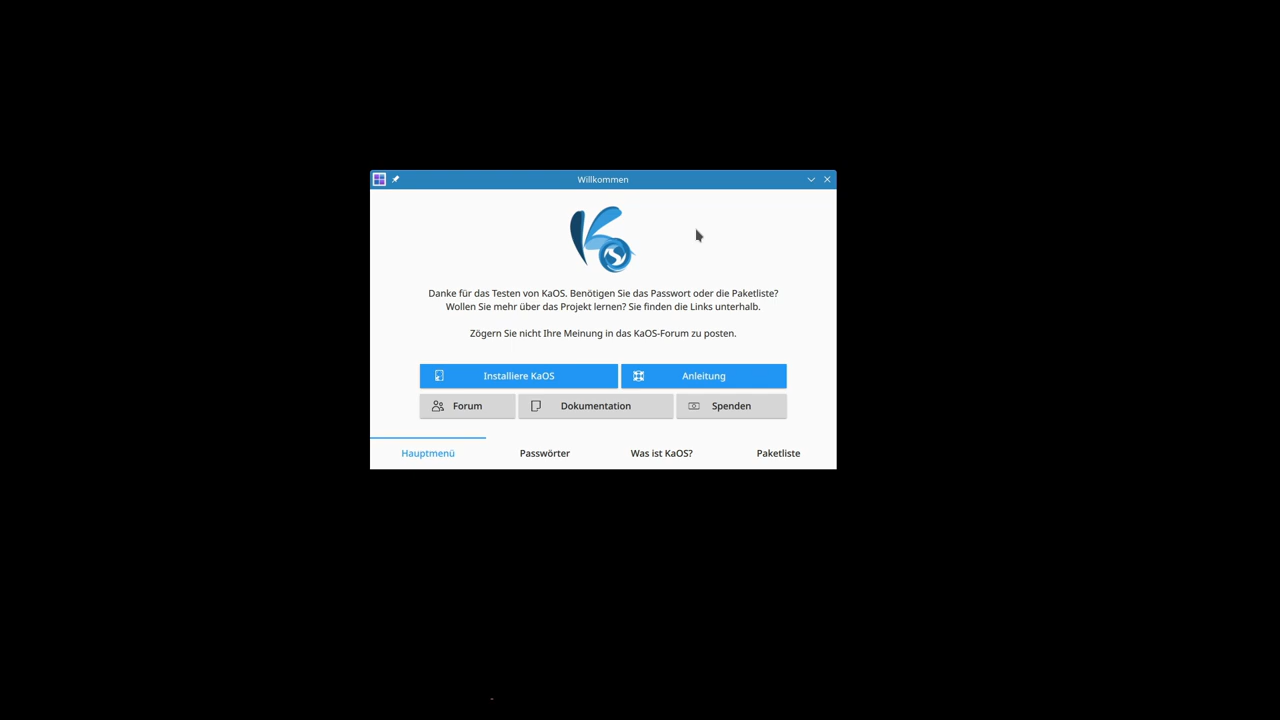 Willkommen
Danke für das Testen von KaOS. Benötigen Sie das Passwort oder die Paketliste?
Wollen Sie mehr über das Projekt lernen? Sie finden die Links unterhalb.
Zögern Sie nicht Ihre Meinung in das KaOS-Forum zu posten.
Installiere KaOS
Anleitung
Forum
Dokumentation
Spenden
Hauptmenü
Passwörter
Was ist KaOS?
Paketliste